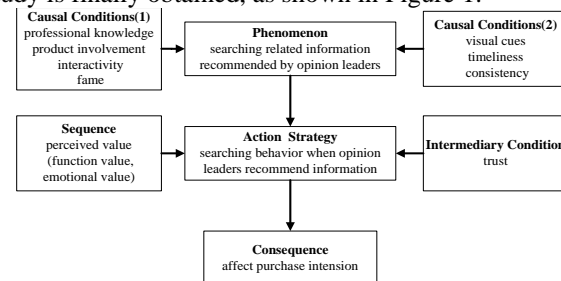 udy is finally obtained, as shown in Figure 1.
Causal Conditions(1)
professional knowledge
product involvement
interactivity
fame
Phenomenon
searching related information
recommended by opinion leaders
Causal Conditions(2)
visual cues
timeliness
consistency
Sequence
perceived value
(function value,
emotional value)
Action Strategy
searching behavior when opinion
leaders recommend information
Intermediary Condition
trust
Consequence
affect purchase intension